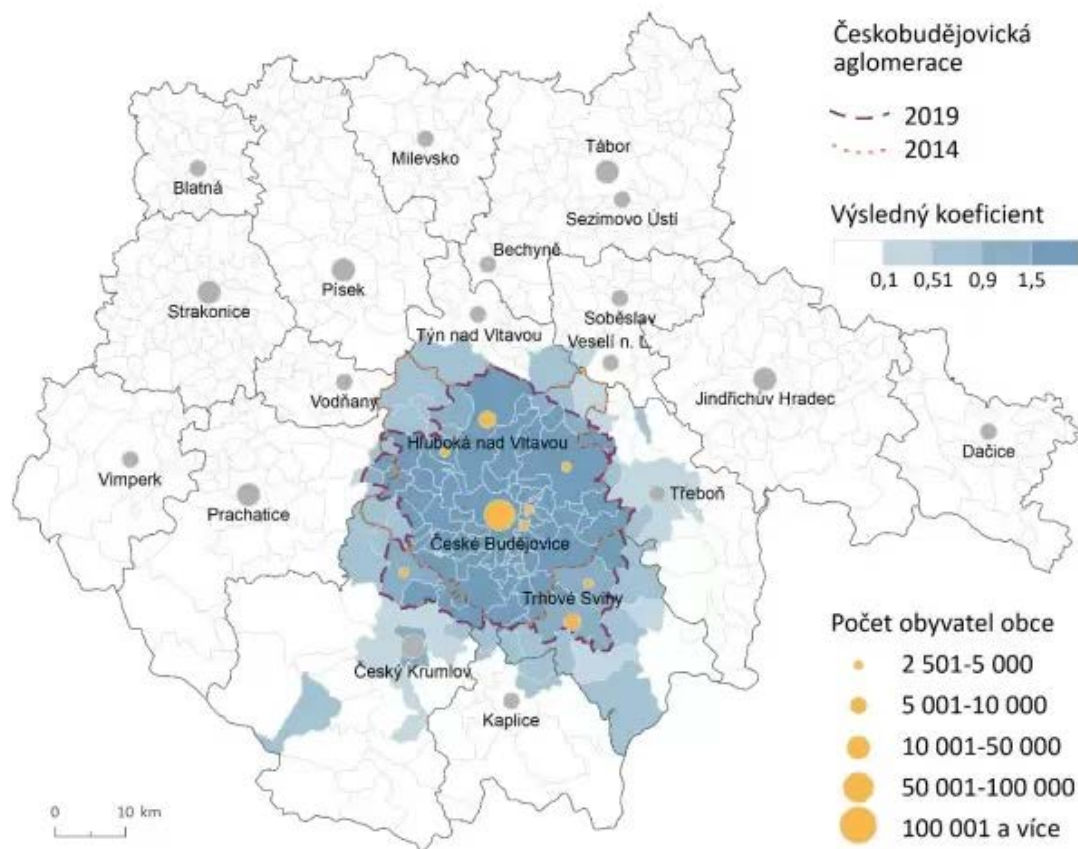 Českobudějovická
aglomerace
2019
2014
Výsledný koeficient
0,1 0,51 0,9 1,5
Milevsko
Tábor
Blatná
Sezimovo Ústí
Bechyně
Písek
Strakonice
Soběslav
Týn nad Vltavou
Veselí n. L.
Vodňany
Jindřichův Hradec
Hluboká nad Vltavou
Dačice
Vimperk
Třeboň
Prachatice
České Budějovice
Trhové Sviny
Český Krumlov
Kaplice
Počet obyvatel obce
2 501-5 000
5 001-10 000
10 001-50 000
50 001-100 000
100 001 a více
0 10 km